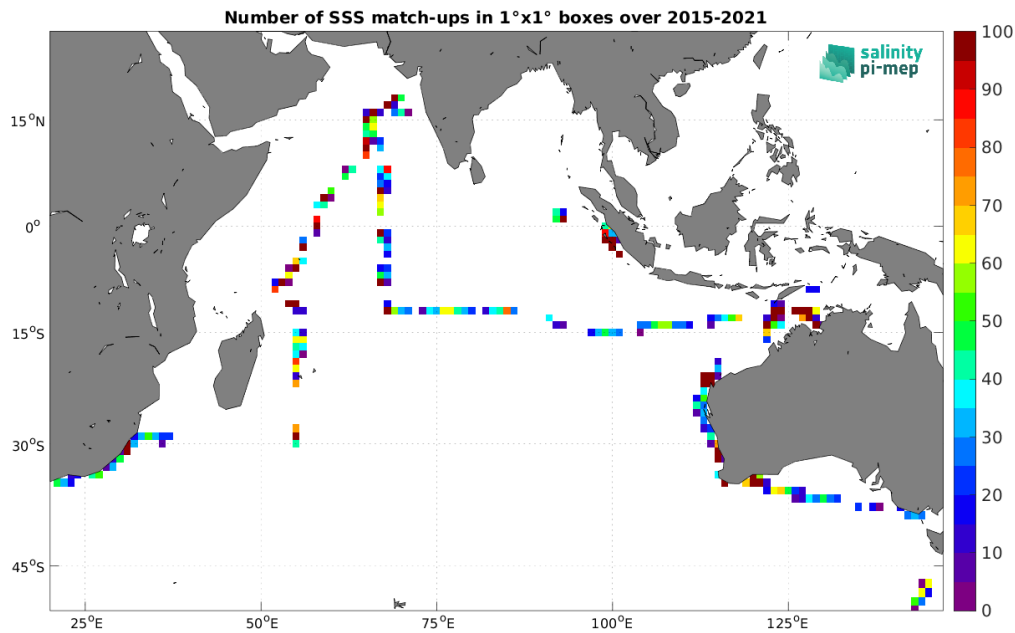 Number of SSS match-ups in 1°x1° boxes over 2015-2021
salinity
pi-mep
100
90
80
70
60
50
40
30
20
10
0
15°N
0°
15°S
30°S
45°S
25°E
50°E
75°E
100°E
125°E